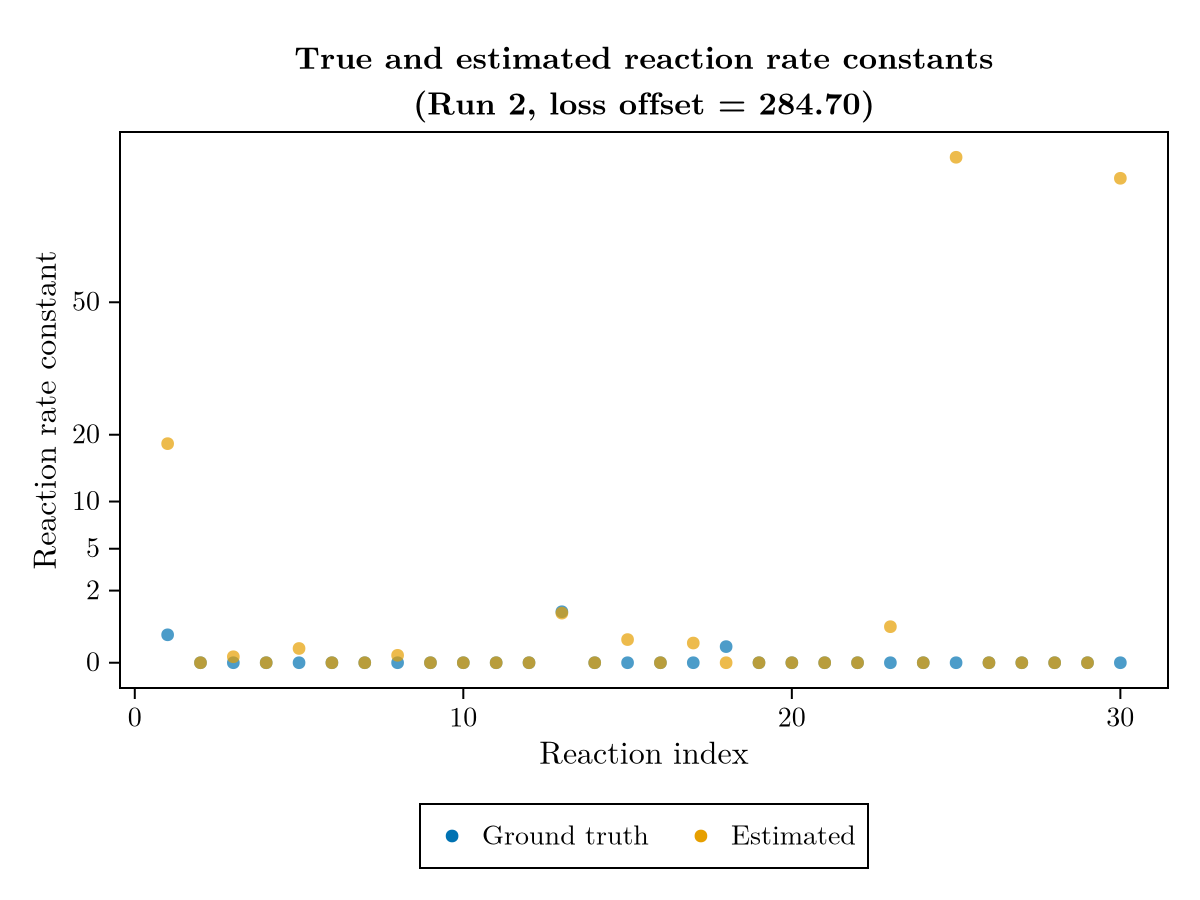 True and estimated reaction rate constants
(Run 2, loss offset = 284.70)
Reaction rate constant
50
20
10
5
2
0
0 10 20 30
Reaction index
Ground truth Estimated